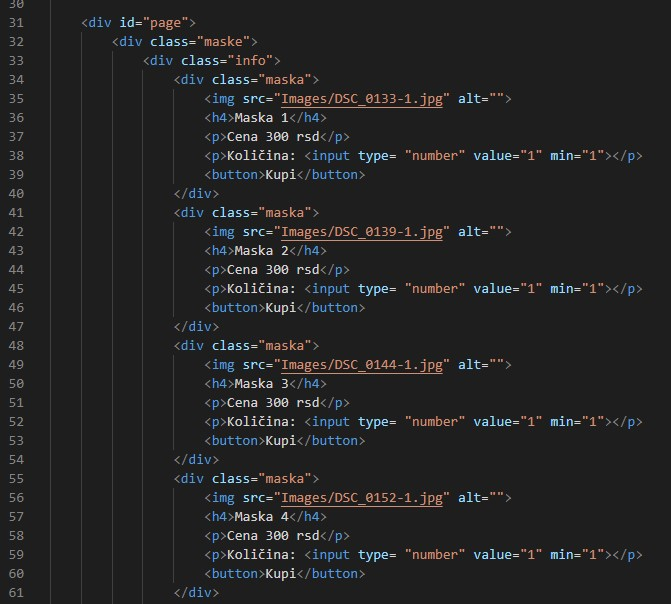 30
31 <div id="page">
32 <div class="maske">
33 <div class="info">
34 <div class="maska">
35 <img src="Images/DSC_0133-1.jpg" alt="">
36 <h4>Maska 1</h4>
37 <p>Cena 300 rsd</p>
38 <p>Količina: <input type= "number" value="1" min="1"></p>
39 <button>Kupi</button>
40 </div>
41 <div class="maska">
42 <img src="Images/DSC_0139-1.jpg" alt="">
43 <h4>Maska 2</h4>
44 <p>Cena 300 rsd</p>
45 <p>Količina: <input type= "number" value="1" min="1"></p>
46 <button>Kupi</button>
47 </div>
48 <div class="maska">
49 <img src="Images/DSC_0144-1.jpg" alt="">
50 <h4>Maska 3</h4>
51 <p>Cena 300 rsd</p>
52 <p>Količina: <input type= "number" value="1" min="1"></p>
53 <button>Kupi</button>
54 </div>
55 <div class="maska">
56 <img src="Images/DSC_0152-1.jpg" alt="">
57 <h4>Maska 4</h4>
58 <p>Cena 300 rsd</p>
59 <p>Količina: <input type= "number" value="1" min="1"></p>
60 <button>Kupi</button>
61 </div>